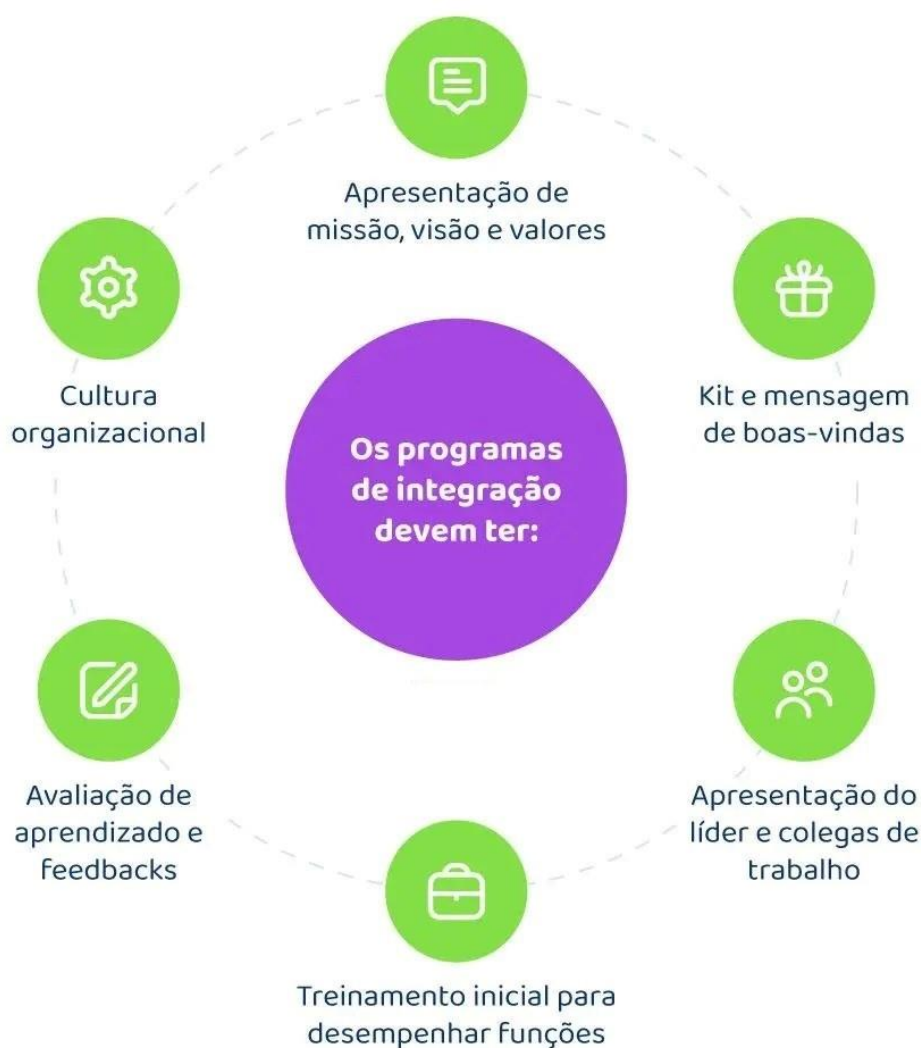 Apresentação de
missão, visão e valores
Cultura
organizacional
Kit e mensagem
de boas-vindas
Os programas
de integração
devem ter:
Avaliação de
aprendizado e
feedbacks
Apresentação do
líder e colegas de
trabalho
Treinamento inicial para
desempenhar funções